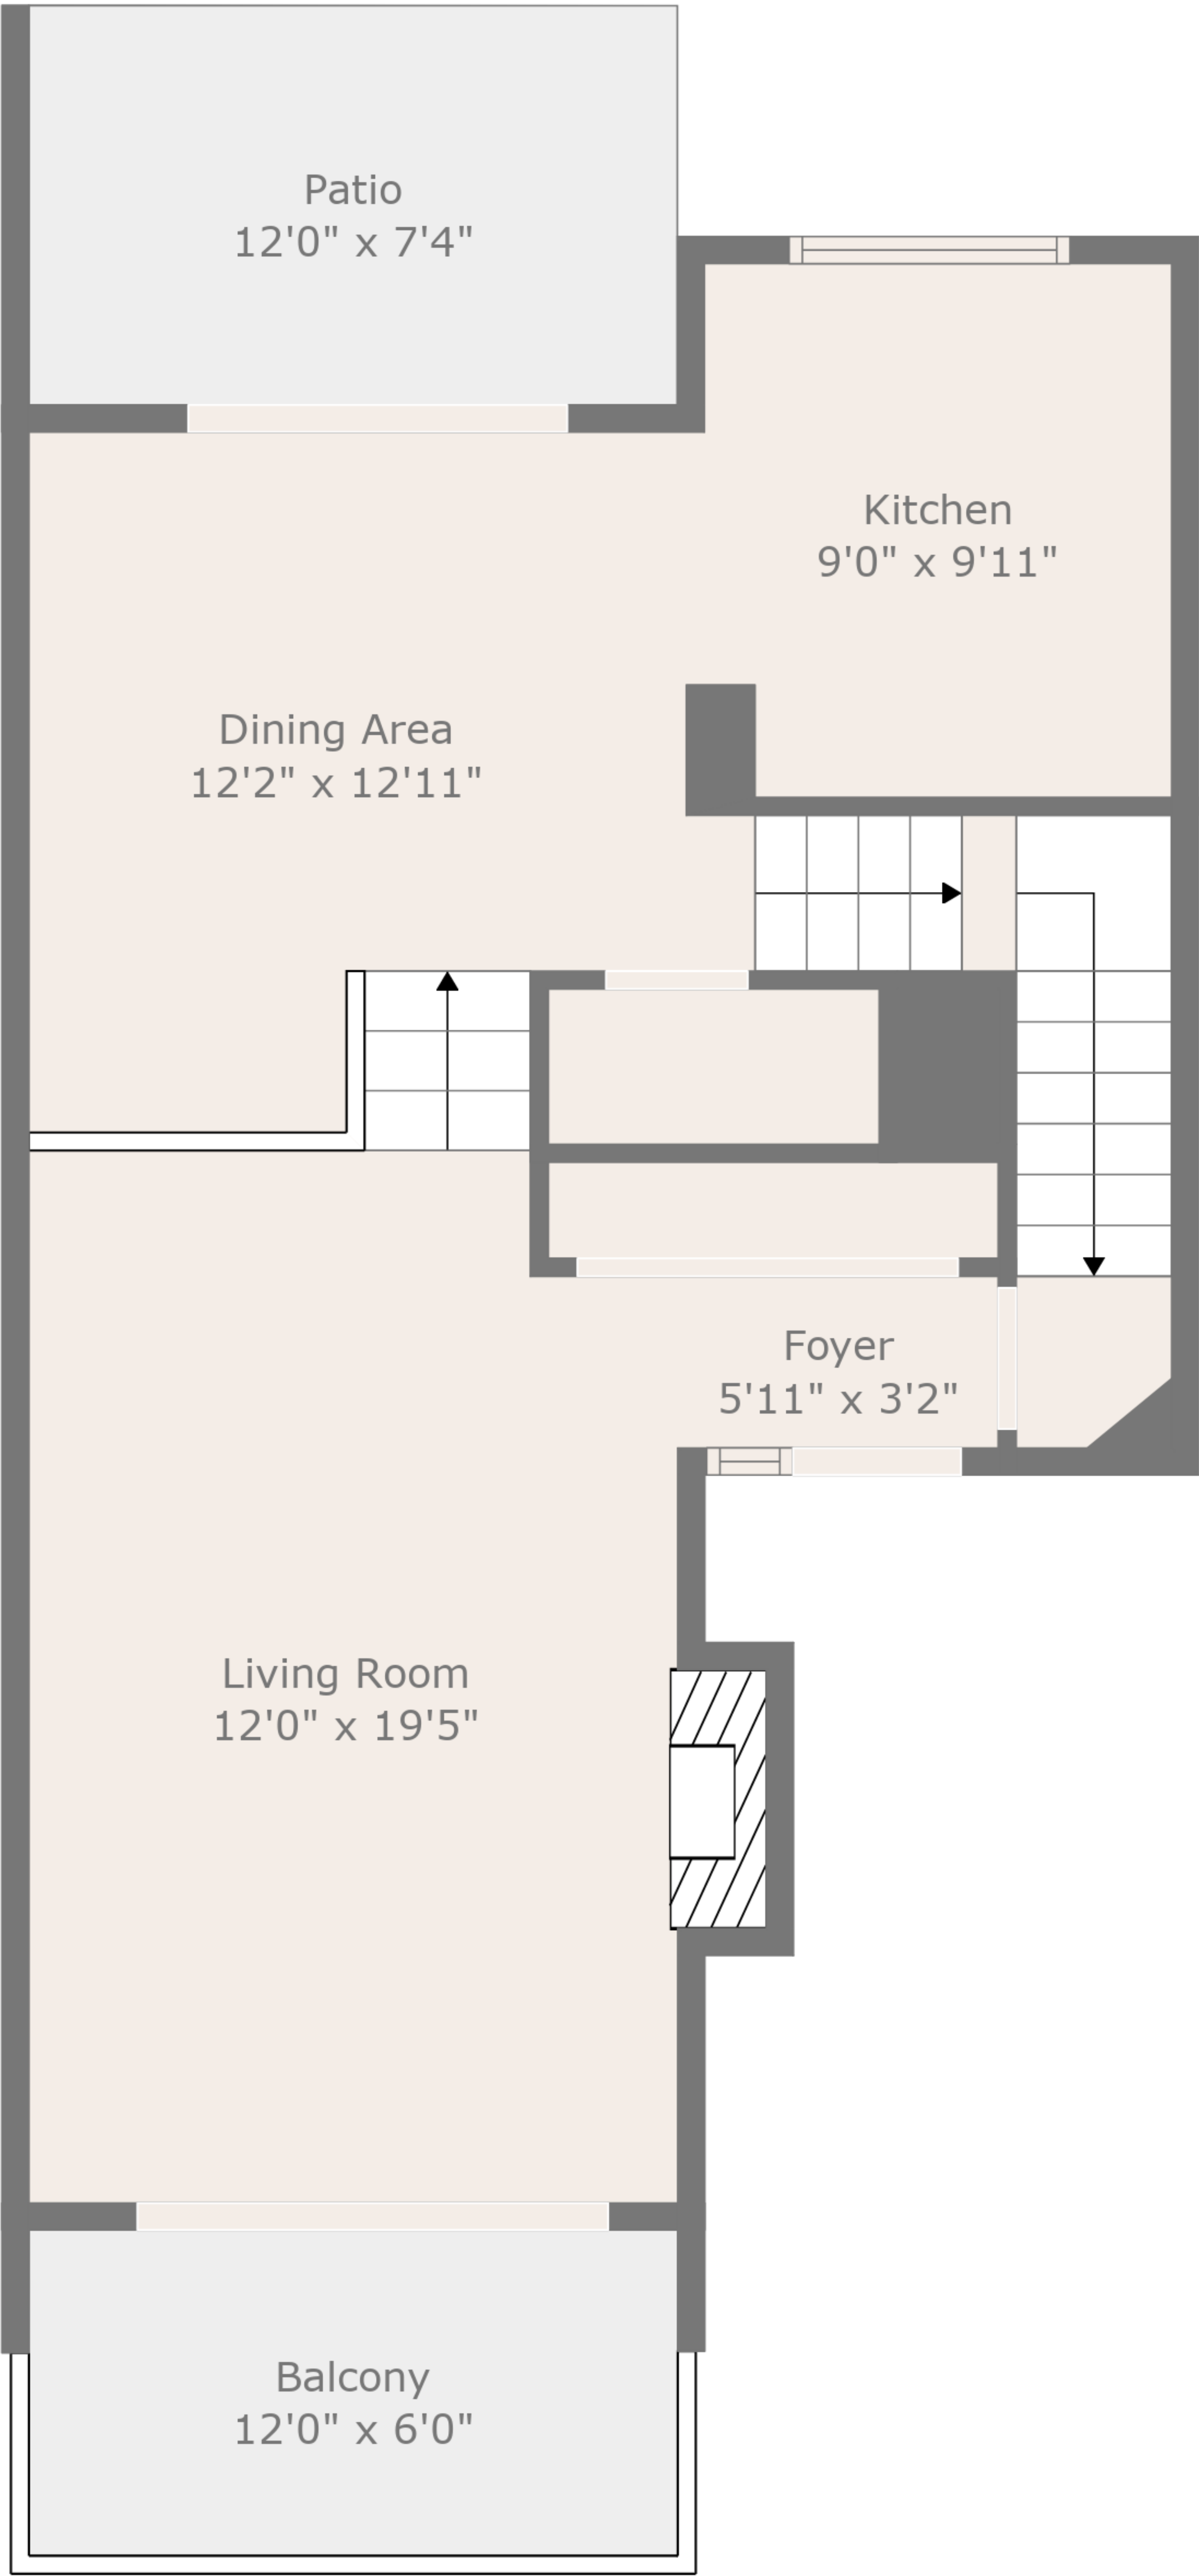 Patio
12'0" x 7'4"
Kitchen
9'0" x 9'11"
Dining Area
12'2" x 12'11"
Foyer
5'11" x 3'2"
Living Room
12'0" x 19'5"
Balcony
12'0" x 6'0"